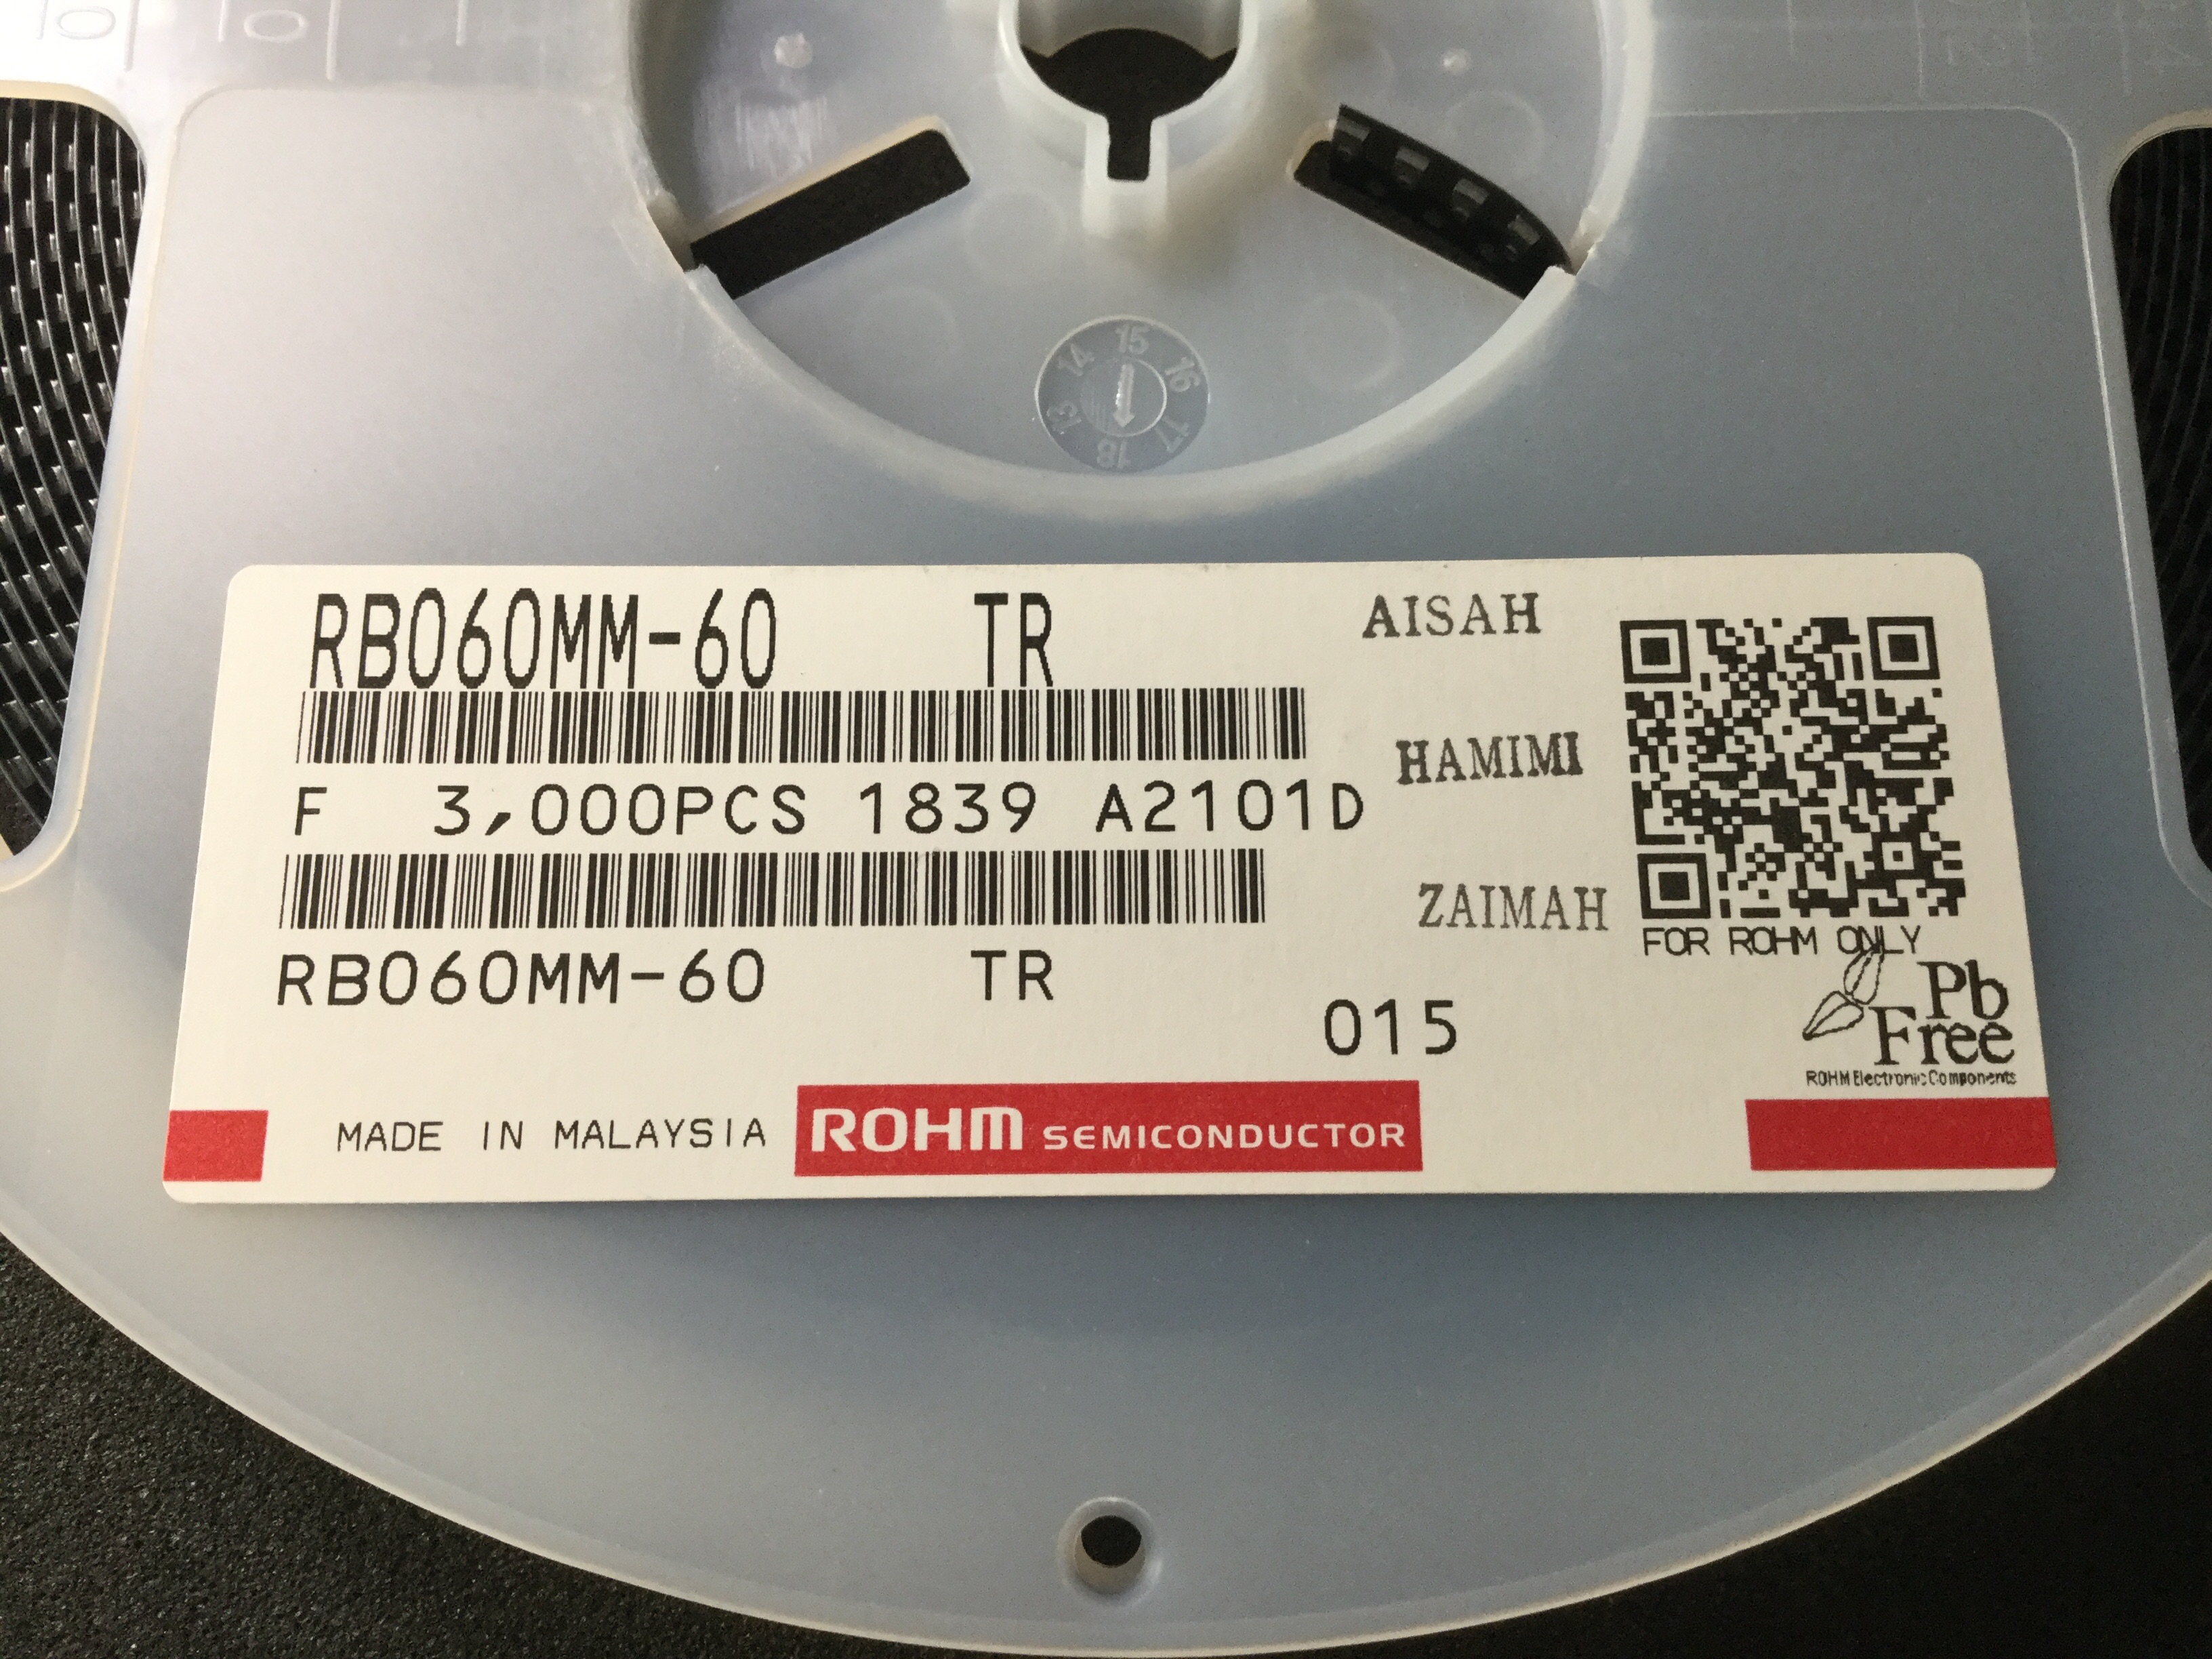 14 15 16
13 18 17
RB060MM-60 TR
AISAH
F 3,000PCS 1839 A2101D
HAMIMI
ZAIMAH
FOR ROHM ONLY
RB060MM-60 TR
015
Pb
Free
ROHM Electronic Components
MADE IN MALAYSIA
ROHM SEMICONDUCTOR